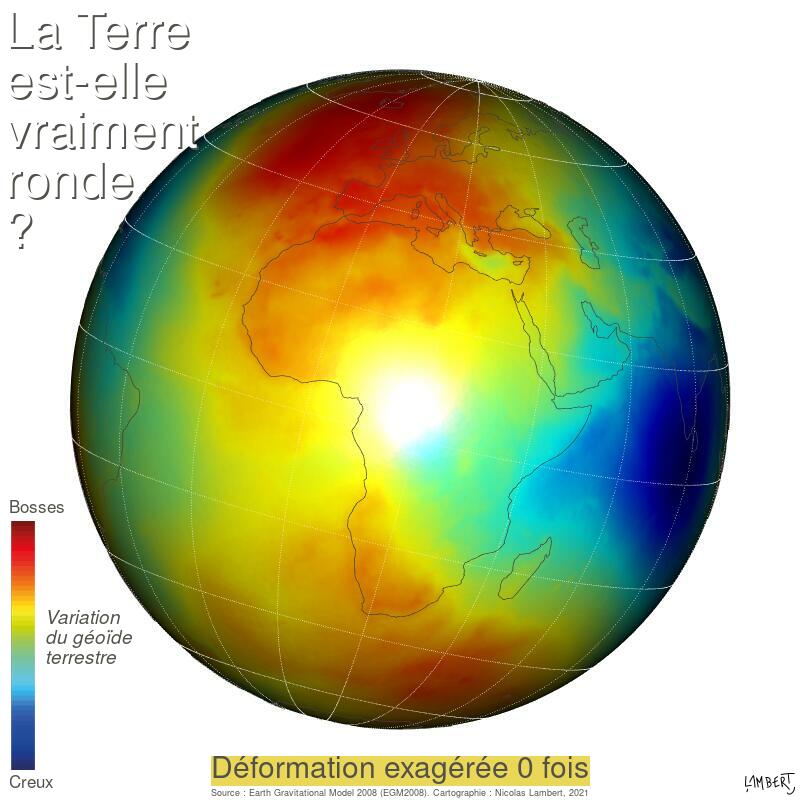 La Terre
est-elle
vraiment
ronde
?
Bosses
Variation
du géoïde
terrestre
Creux
Déformation exagérée 0 fois
Source : Earth Gravitational Model 2008 (EGM2008). Cartographie : Nicolas Lambert, 2021
LAMBERT